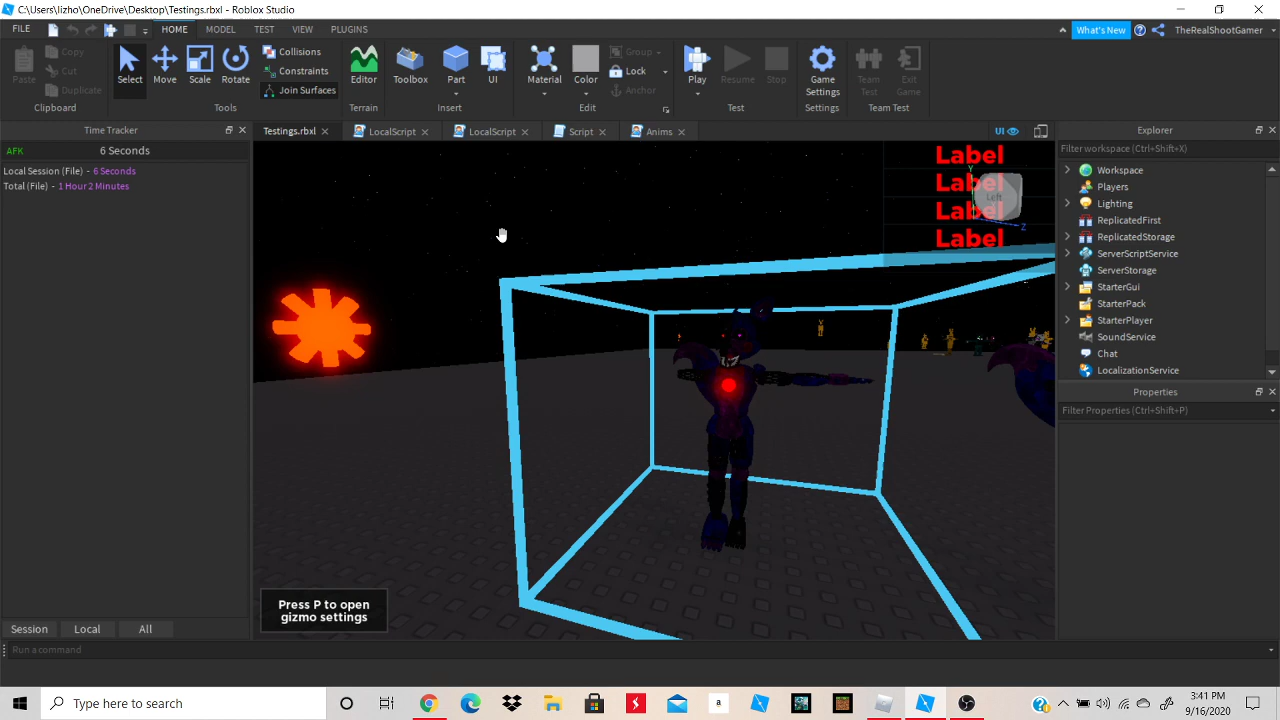 C:\Users\lizho\OneDrive\Desktop\Testings.rbxl - Roblox Studio
FILE HOME MODEL TEST VIEW PLUGINS What's New TheRealShootGamer
Paste Copy Cut Duplicate
Select Move Scale Rotate Collisions Constraints Join Surfaces
Editor Toolbox Part UI
Material Color Group Lock Anchor
Play Resume Stop
Game Settings
Team Test Exit Game
Clipboard Tools Terrain Insert Edit Test Settings Team Test
Time Tracker
AFK 6 Seconds
Local Session (File) - 6 Seconds
Total (File) - 1 Hour 2 Minutes
Session Local All
Testings.rbxl LocalScript LocalScript Script Anims UI
Label
Label
Label
Label
Y
Left
Z
Press P to open
gizmo settings
Explorer
Filter workspace (Ctrl+Shift+X)
Workspace
Players
Lighting
ReplicatedFirst
ReplicatedStorage
ServerScriptService
ServerStorage
StarterGui
StarterPack
StarterPlayer
SoundService
Chat
LocalizationService
Properties
Filter Properties (Ctrl+Shift+P)
Run a command
Type here to search
3:41 PM
9/16/2020